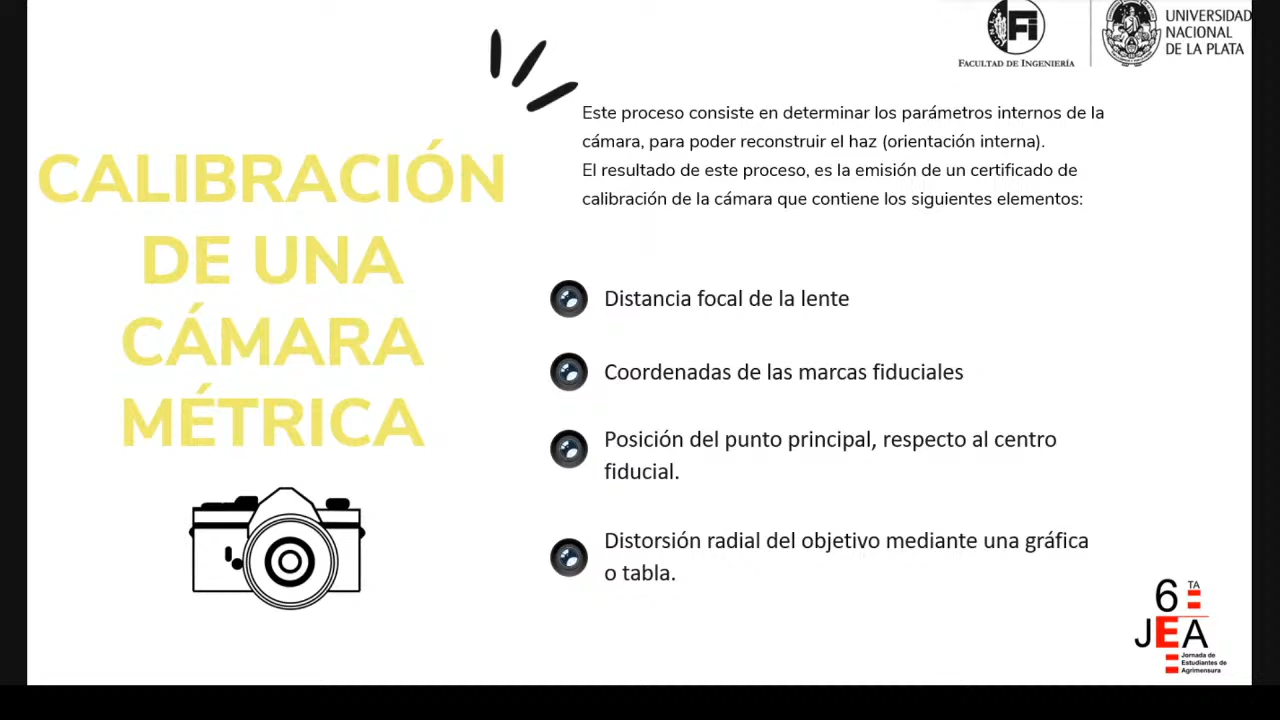 FACULTAD DE INGENIERÍA
UNIVERSIDAD
NACIONAL
DE LA PLATA
CALIBRACIÓN
DE UNA
CÁMARA
MÉTRICA
Este proceso consiste en determinar los parámetros internos de la
cámara, para poder reconstruir el haz (orientación interna).
El resultado de este proceso, es la emisión de un certificado de
calibración de la cámara que contiene los siguientes elementos:
Distancia focal de la lente
Coordenadas de las marcas fiduciales
Posición del punto principal, respecto al centro
fiducial.
Distorsión radial del objetivo mediante una gráfica
o tabla.
6 TA
JEA
Jornada de
Estudiantes de
Agrimensura